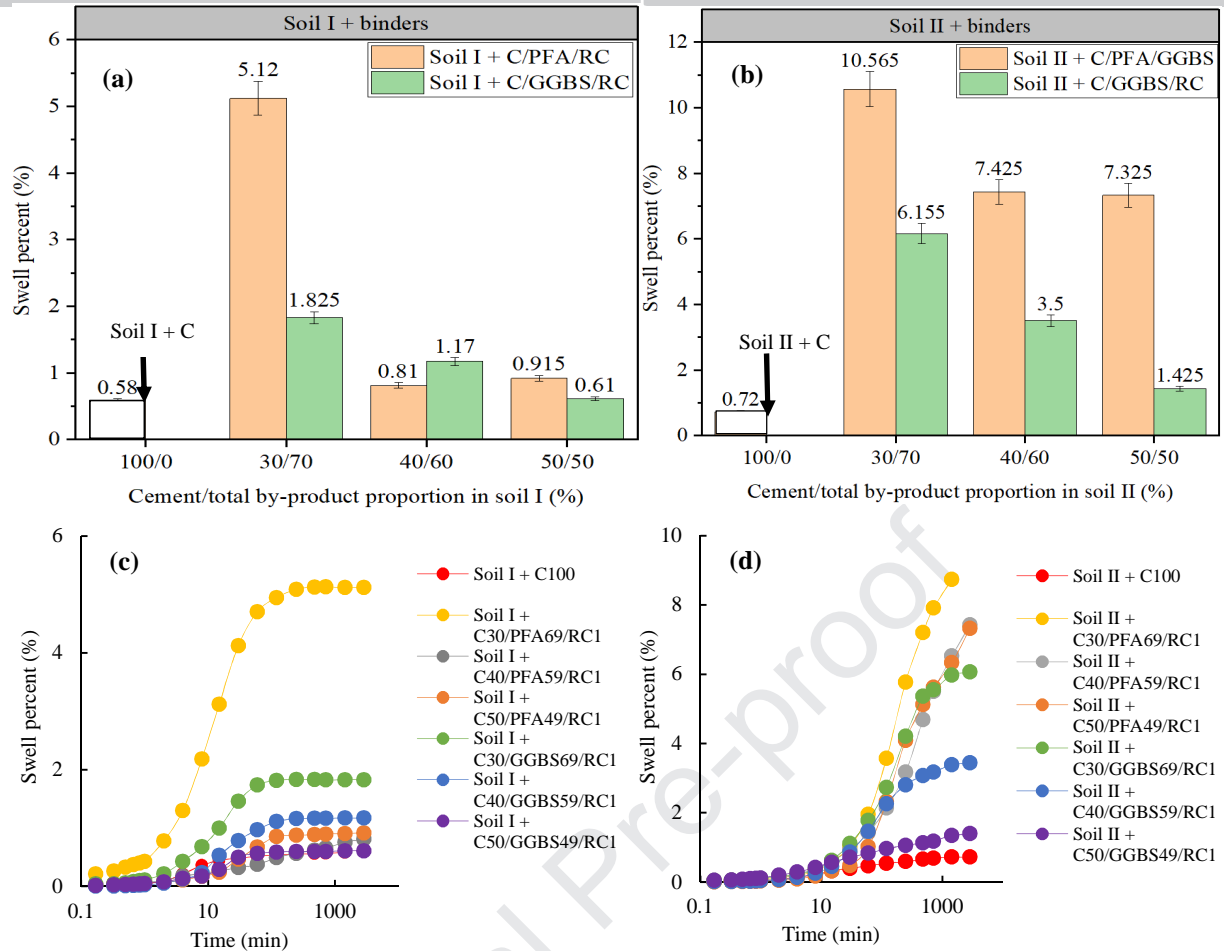 Soil I + binders
(a)
Soil I + C/PFA/RC
Soil I + C/GGBS/RC
Swell percent (%)
6
5
4
3
2
1
0
0.58
Soil I + C
5.12
1.825
0.81
1.17
0.915
0.61
100/0
30/70
40/60
50/50
Cement/total by-product proportion in soil I (%)
Soil II + binders
(b)
Soil II + C/PFA/GGBS
Soil II + C/GGBS/RC
Swell percent (%)
12
10
8
6
4
2
0
0.72
Soil II + C
10.565
6.155
7.425
3.5
7.325
1.425
100/0
30/70
40/60
50/50
Cement/total by-product proportion in soil II (%)
(c)
Swell percent (%)
6
4
2
0
0.1
10
1000
Time (min)
Soil I + C100
Soil I +
C30/PFA69/RC1
Soil I +
C40/PFA59/RC1
Soil I +
C50/PFA49/RC1
Soil I +
C30/GGBS69/RC1
Soil I +
C40/GGBS59/RC1
Soil I +
C50/GGBS49/RC1
(d)
Swell percent (%)
10
8
6
4
2
0
0.1
10
1000
Time (min)
Soil II + C100
Soil II +
C30/PFA69/RC1
Soil II +
C40/PFA59/RC1
Soil II +
C50/PFA49/RC1
Soil II +
C30/GGBS69/RC1
Soil II +
C40/GGBS59/RC1
Soil II +
C50/GGBS49/RC1
Pre-proof